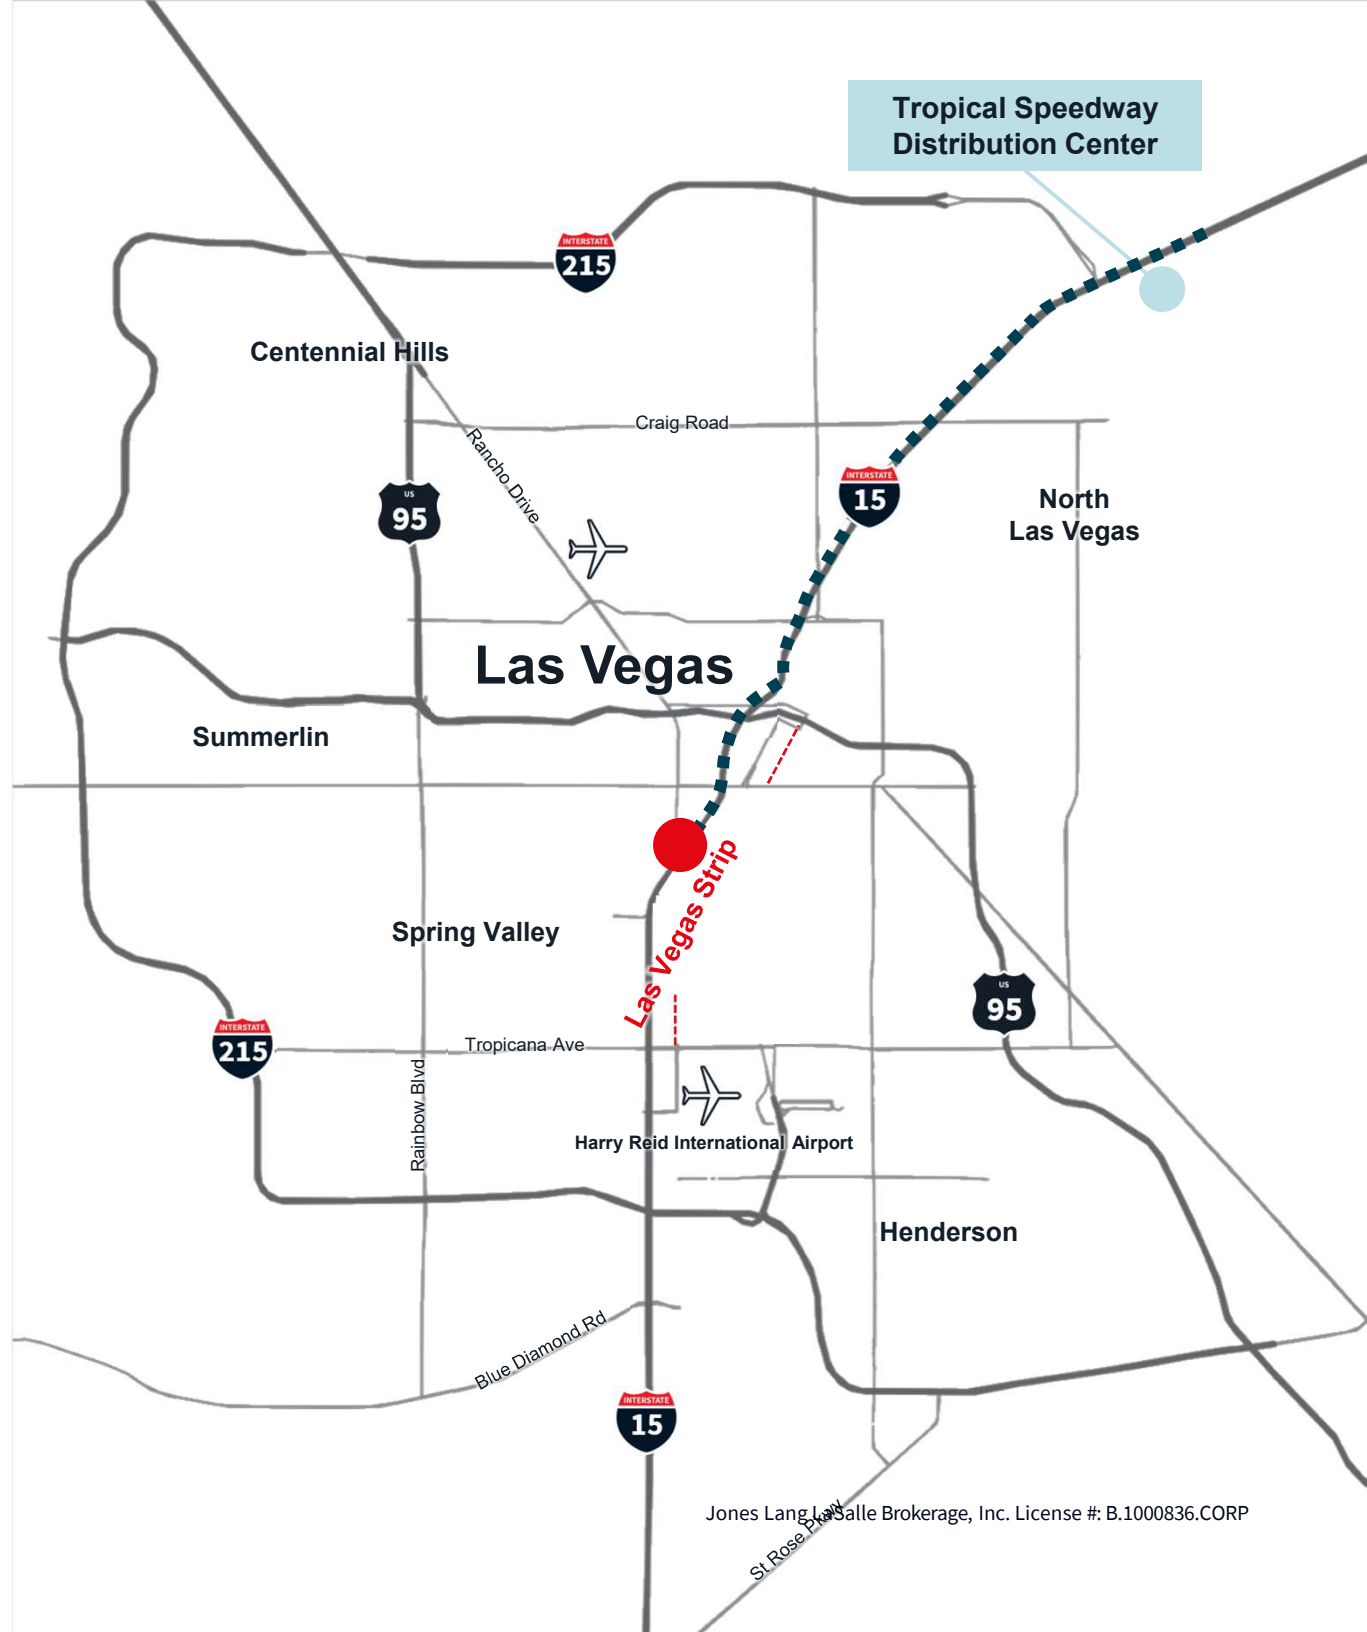 Tropical Speedway
Distribution Center
INTERSTATE
215
Centennial Hills
Craig Road
Rancho Drive
INTERSTATE
15
US
95
North
Las Vegas
Las Vegas
Summerlin
Las Vegas Strip
Spring Valley
US
95
INTERSTATE
215
Tropicana Ave
Rainbow Blvd
Harry Reid International Airport
Henderson
Blue Diamond Rd
INTERSTATE
15
Jones Lang LaSalle Brokerage, Inc. License #: B.1000836.CORP
St Rose Pkwy